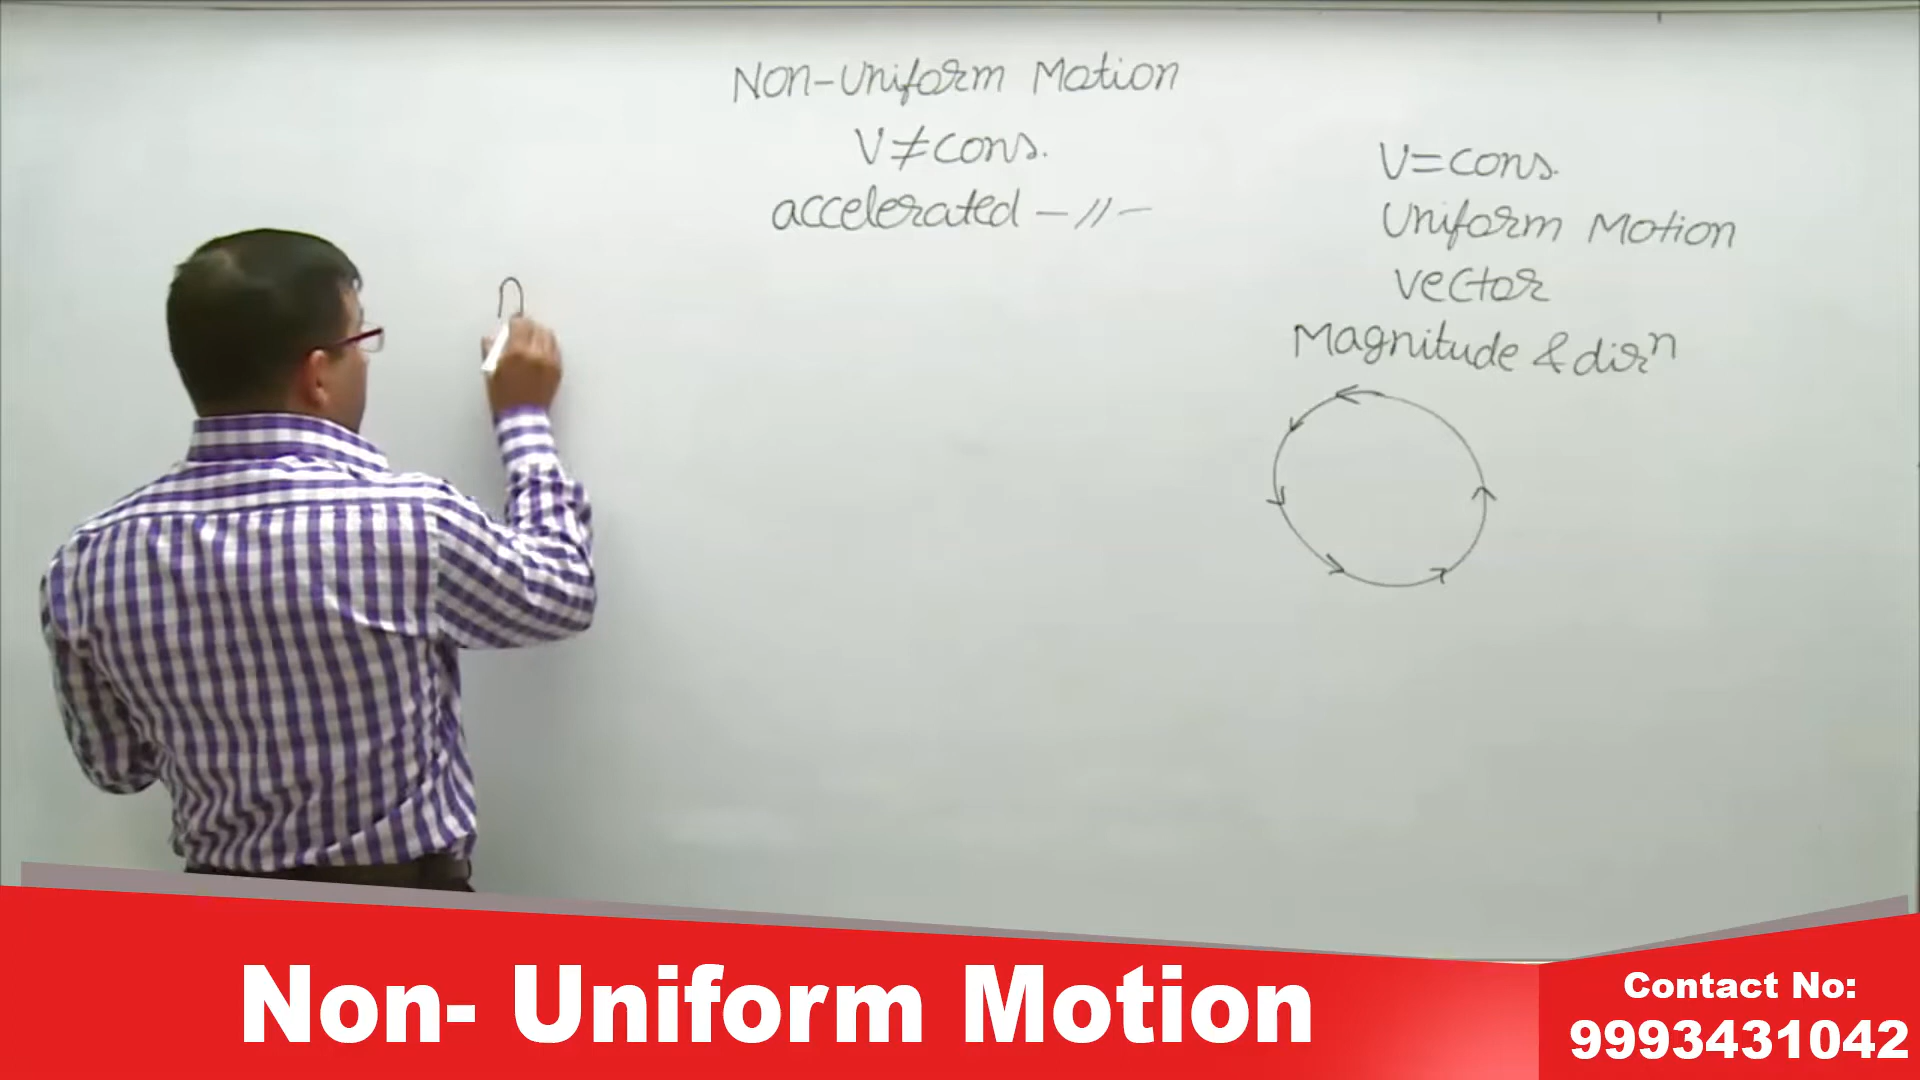 Non-Uniform Motion
V≠cons.
accelerated —//—
V=cons.
Uniform Motion
vector
Magnitude & dirⁿ
Non- Uniform Motion
Contact No:
9993431042